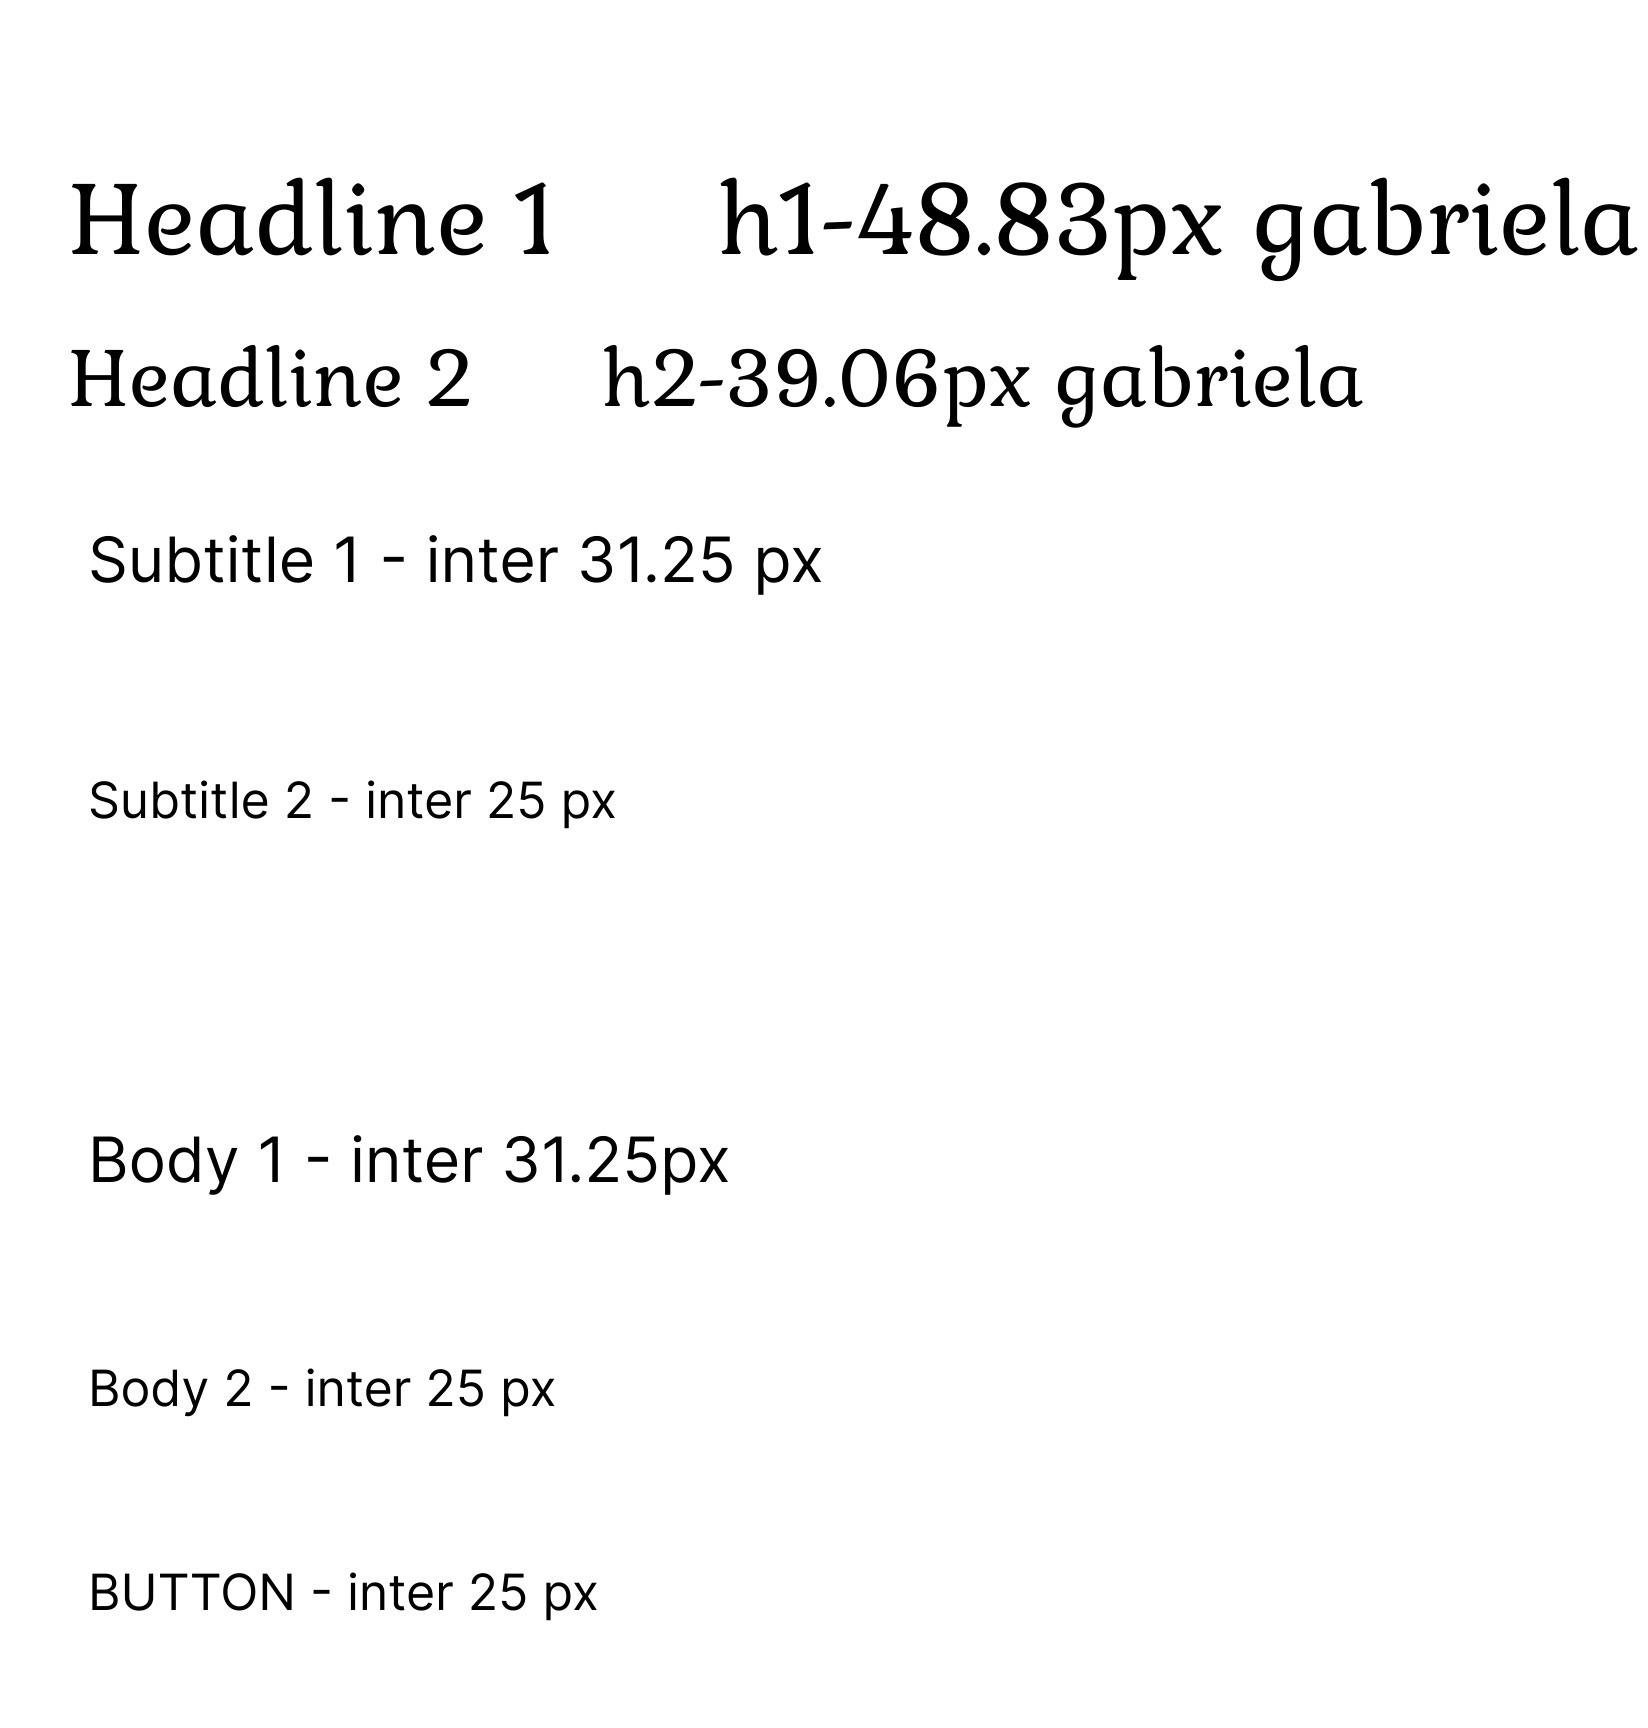 Headline 1 h1-48.83px gabriela
Headline 2 h2-39.06px gabriela
Subtitle 1 - inter 31.25 px
Subtitle 2 - inter 25 px
Body 1 - inter 31.25px
Body 2 - inter 25 px
BUTTON - inter 25 px